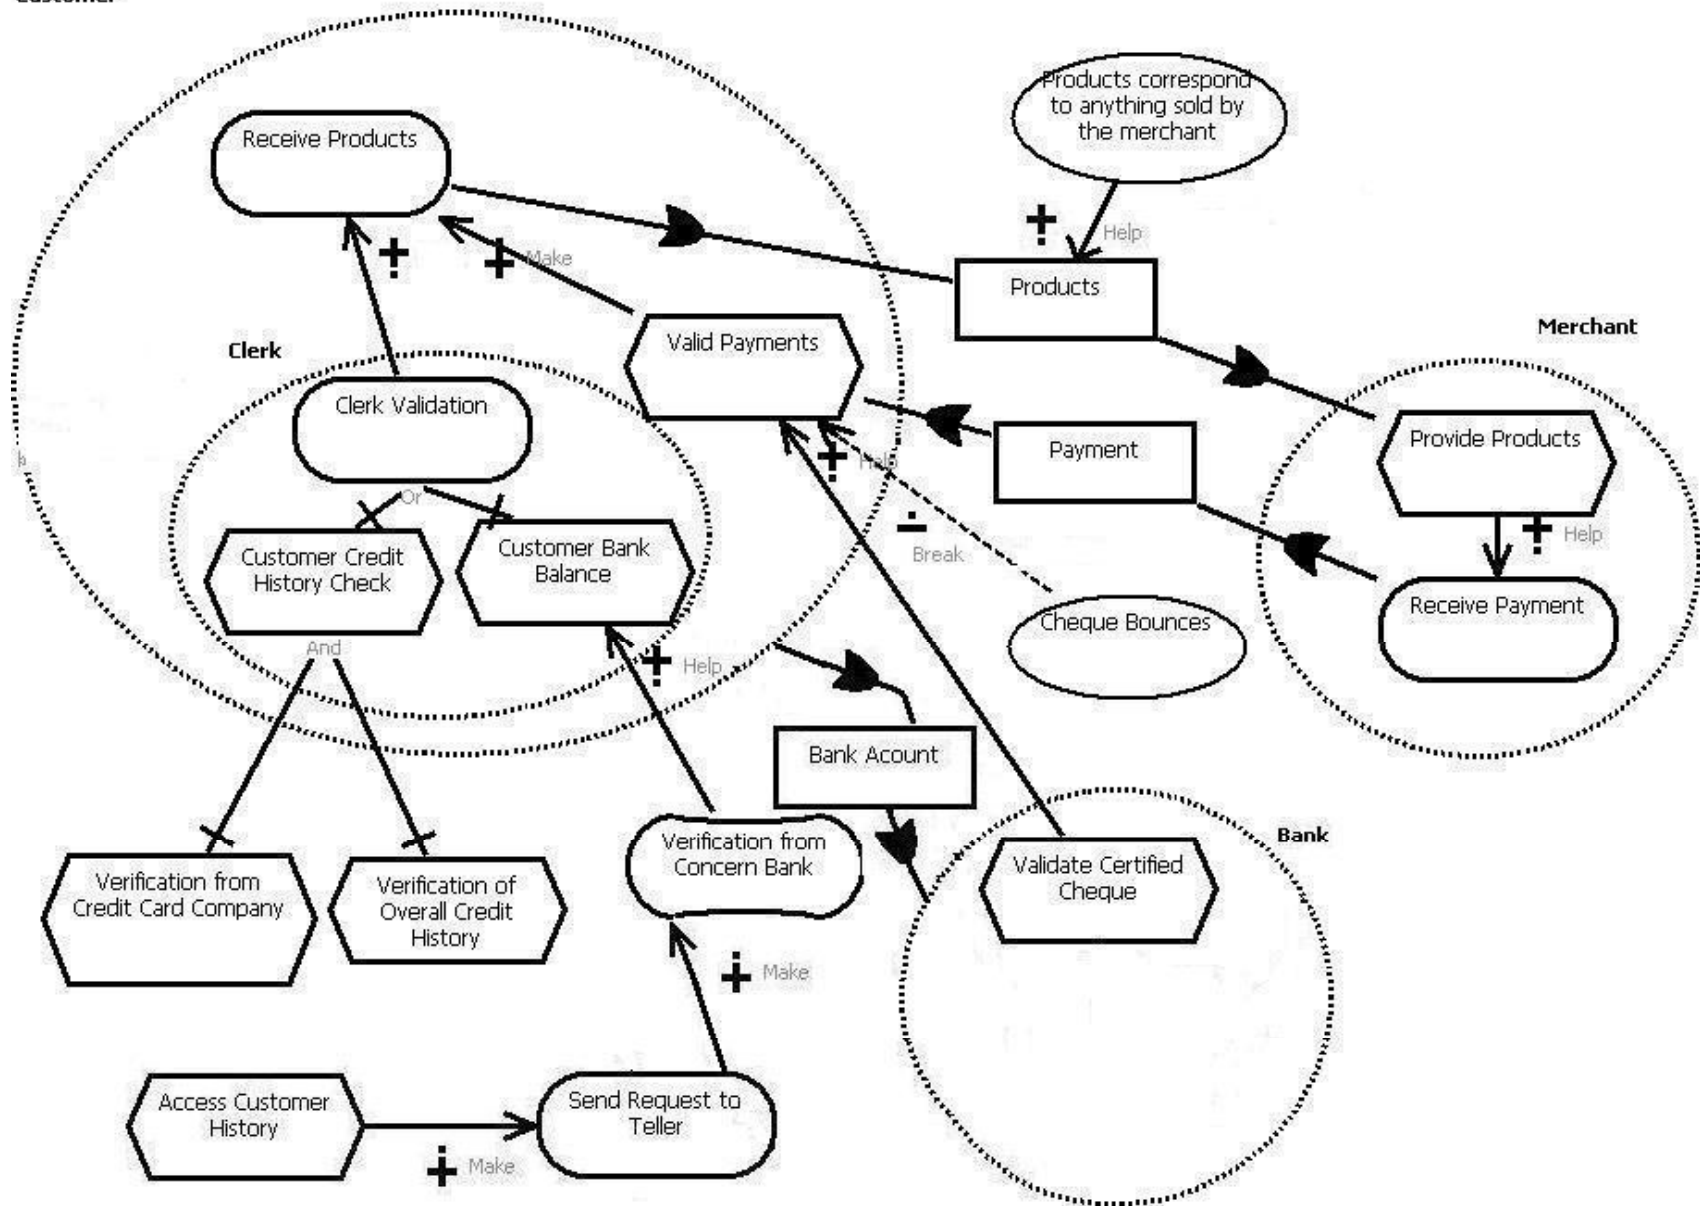 Customer
Products correspond
to anything sold by
the merchant
Receive Products
Help
Make
Products
Merchant
Valid Payments
Clerk
Clerk Validation
Provide Products
Payment
Help
Or
Help
Break
Customer Credit
History Check
Customer Bank
Balance
Receive Payment
Cheque Bounces
And
Help
Bank Acount
Bank
Verification from
Concern Bank
Validate Certified
Cheque
Verification from
Credit Card Company
Verification of
Overall Credit
History
Make
Access Customer
History
Send Request to
Teller
Make